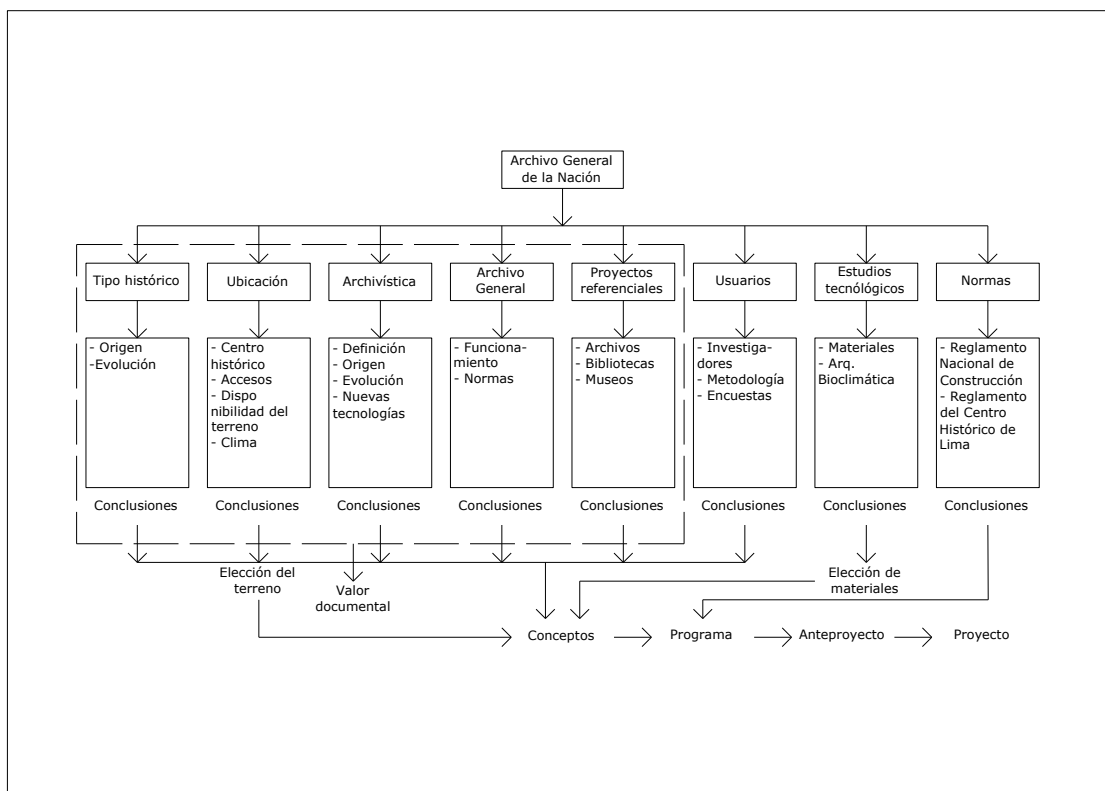 Archivo General
de la Nación
Tipo histórico
Ubicación
Archivística
Archivo
General
Proyectos
referenciales
Usuarios
Estudios
tecnólógicos
Normas
- Origen
-Evolución
- Centro
histórico
- Accesos
- Dispo
nibilidad del
terreno
- Clima
- Definición
- Origen
- Evolución
- Nuevas
tecnologías
- Funciona-
miento
- Normas
- Archivos
- Bibliotecas
- Museos
- Investiga-
dores
- Metodología
- Encuestas
- Materiales
- Arq.
Bioclimática
- Reglamento
Nacional de
Construcción
- Reglamento
del Centro
Histórico de
Lima
Conclusiones
Conclusiones
Conclusiones
Conclusiones
Conclusiones
Conclusiones
Conclusiones
Conclusiones
Elección del
terreno
Valor
documental
Elección de
materiales
Conceptos
Programa
Anteproyecto
Proyecto